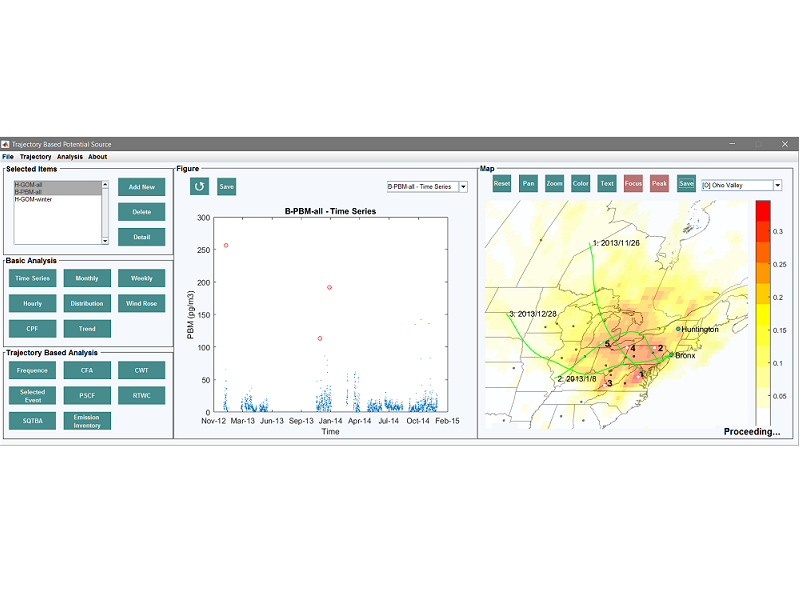 Trajectory Based Potential Source
File Trajectory Analysis About
Selected Items
H-GOM-all
B-PBM-all
H-GOM-winter
Add New
Delete
Detail
Basic Analysis
Time Series Monthly Weekly
Hourly Distribution Wind Rose
CPF Trend
Trajectory Based Analysis
Frequence CFA CWT
Selected Event PSCF RTWC
SQTBA Emission Inventory
Figure
Save
B-PBM-all - Time Series
B-PBM-all - Time Series
PBM (pg/m3)
300
250
200
150
100
50
0
Nov-12 Mar-13 Jun-13 Sep-13 Jan-14 Apr-14 Jul-14 Oct-14 Feb-15
Time
Map
Reset Pan Zoom Color Text Focus Peak Save [O] Ohio Valley
1: 2013/11/26
3: 2013/12/28
Huntington
5 4 2
Bronx
2: 2013/1/8
1
3
0.3
0.25
0.2
0.15
0.1
0.05
Proceeding...